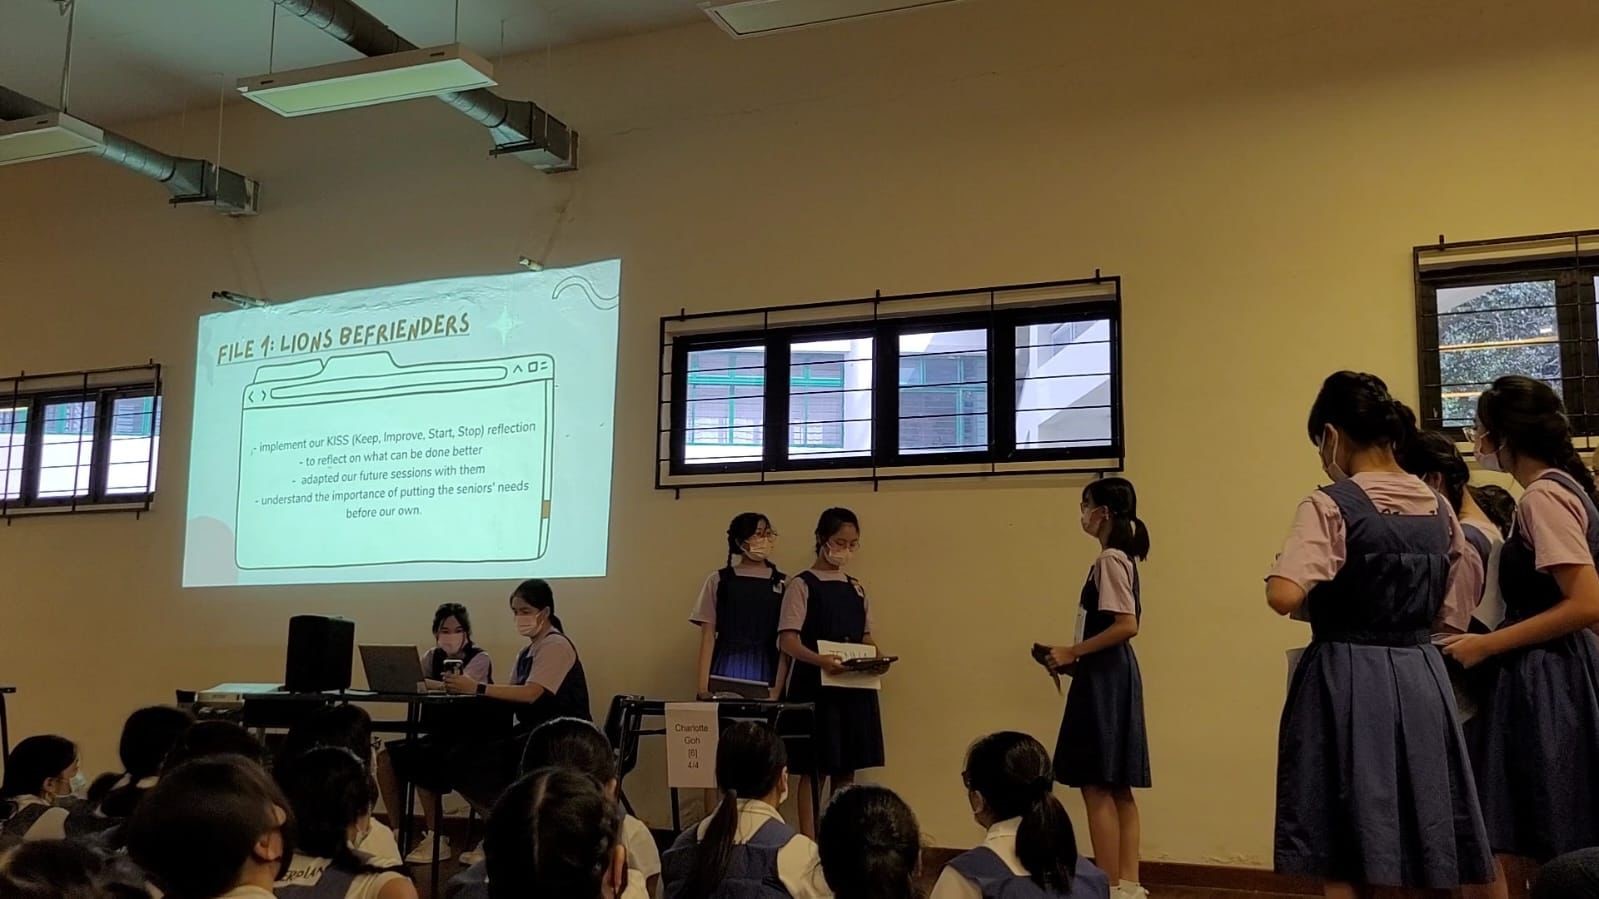 FILE 1: LIONS BEFRIENDERS
- implement our KISS (Keep, Improve, Start, Stop) reflection
- to reflect on what can be done better
- adapted our future sessions with them
- understand the importance of putting the seniors' needs
before our own.
Charlotte
Goh
[6]
4/4